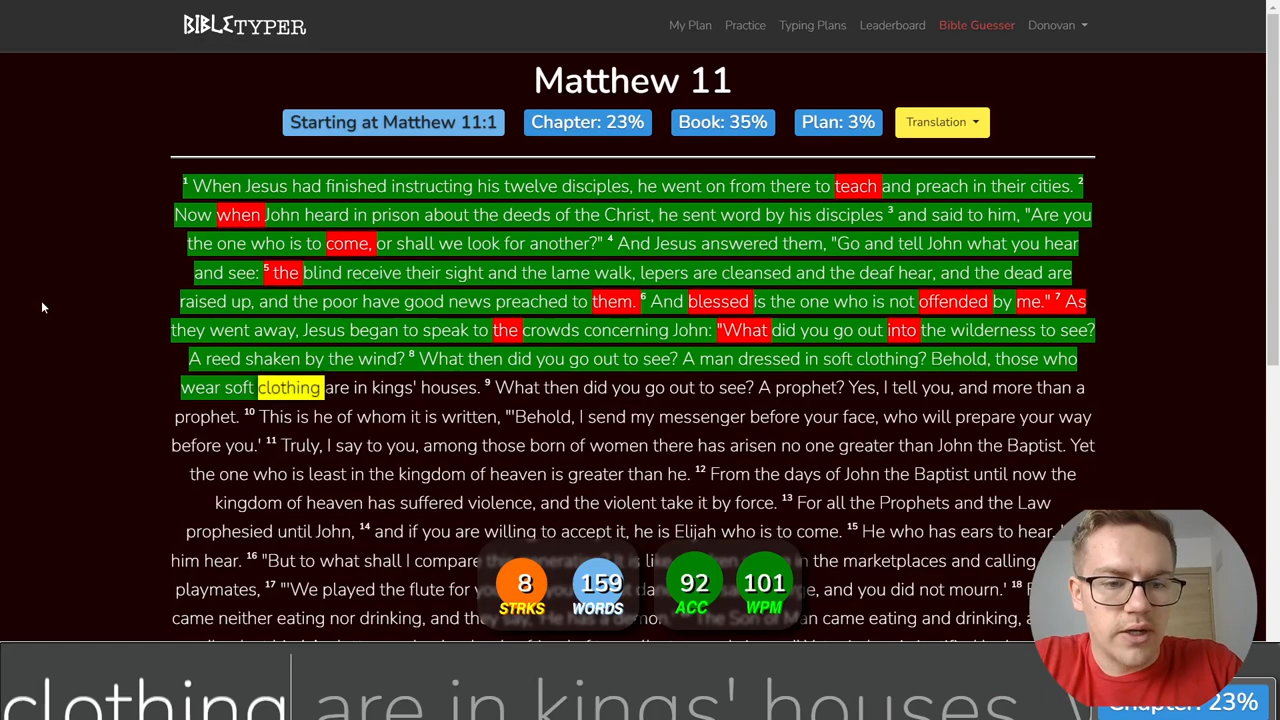 BIBLETYPER
My Plan Practice Typing Plans Leaderboard Bible Guesser Donovan
Matthew 11
Starting at Matthew 11:1 Chapter: 23% Book: 35% Plan: 3% Translation
1 When Jesus had finished instructing his twelve disciples, he went on from there to teach and preach in their cities. 2
Now when John heard in prison about the deeds of the Christ, he sent word by his disciples 3 and said to him, "Are you
the one who is to come, or shall we look for another?" 4 And Jesus answered them, "Go and tell John what you hear
and see: 5 the blind receive their sight and the lame walk, lepers are cleansed and the deaf hear, and the dead are
raised up, and the poor have good news preached to them. 6 And blessed is the one who is not offended by me." 7 As
they went away, Jesus began to speak to the crowds concerning John: "What did you go out into the wilderness to see?
A reed shaken by the wind? 8 What then did you go out to see? A man dressed in soft clothing? Behold, those who
wear soft clothing are in kings' houses. 9 What then did you go out to see? A prophet? Yes, I tell you, and more than a
prophet. 10 This is he of whom it is written, "'Behold, I send my messenger before your face, who will prepare your way
before you.' 11 Truly, I say to you, among those born of women there has arisen no one greater than John the Baptist. Yet
the one who is least in the kingdom of heaven is greater than he. 12 From the days of John the Baptist until now the
kingdom of heaven has suffered violence, and the violent take it by force. 13 For all the Prophets and the Law
prophesied until John, 14 and if you are willing to accept it, he is Elijah who is to come. 15 He who has ears to hear,
him hear. 16 "But to what shall I compare this generation? It is like children in the marketplaces and calling
playmates, 17 "'We played the flute for and you did not mourn.' 18
came neither eating nor drinking, and they say, 'He has a demon. The Son of Man came eating and drinking,
8 159 92 101
STRKS WORDS ACC WPM
clothing are in kings' houses.
Chapter: 23%